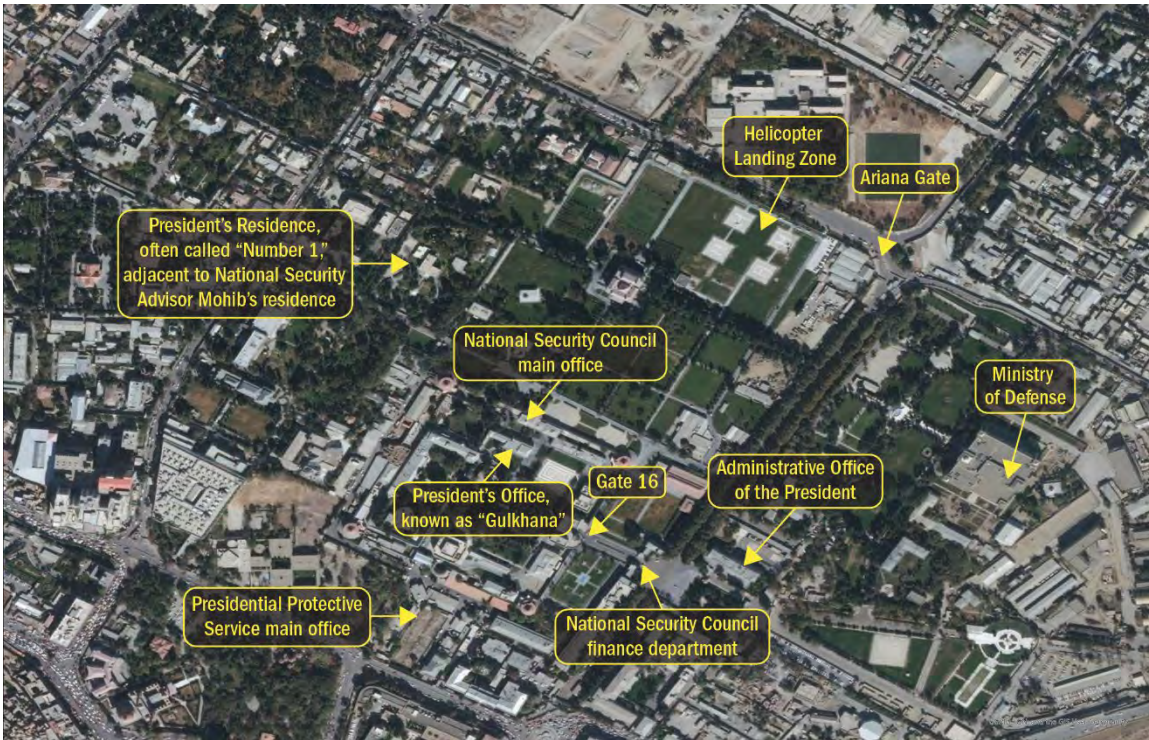 Helicopter
Landing Zone
Ariana Gate
President's Residence,
often called "Number 1,"
adjacent to National Security
Advisor Mohib's residence
National Security Council
main office
Ministry
of Defense
Administrative Office
of the President
Gate 16
President's Office,
known as "Gulkhana"
Presidential Protective
Service main office
National Security Council
finance department